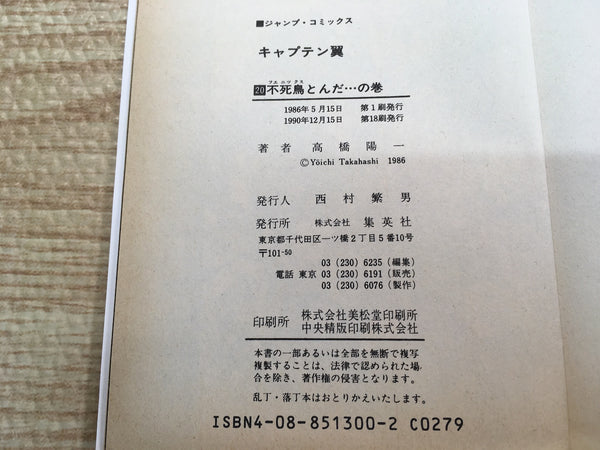 ■ジャンプ・コミックス
キャプテン翼
フェニックス
20不死鳥とんだ…の巻
1986年5月15日 第1刷発行
1990年12月15日 第18刷発行
著者 高橋陽一
©Yōichi Takahashi 1986
発行人 西村繁男
発行所 株式会社 集英社
東京都千代田区一ツ橋2丁目5番10号
〒101-50
03 (230) 6235 (編集)
電話 東京 03 (230) 6191 (販売)
03 (230) 6076 (製作)
印刷所 株式会社美松堂印刷所
中央精版印刷株式会社
本書の一部あるいは全部を無断で複写
複製することは、法律で認められた場
合を除き、著作権の侵害となります。
乱丁・落丁本はおとりかえいたします。
ISBN4-08-851300-2 C0279